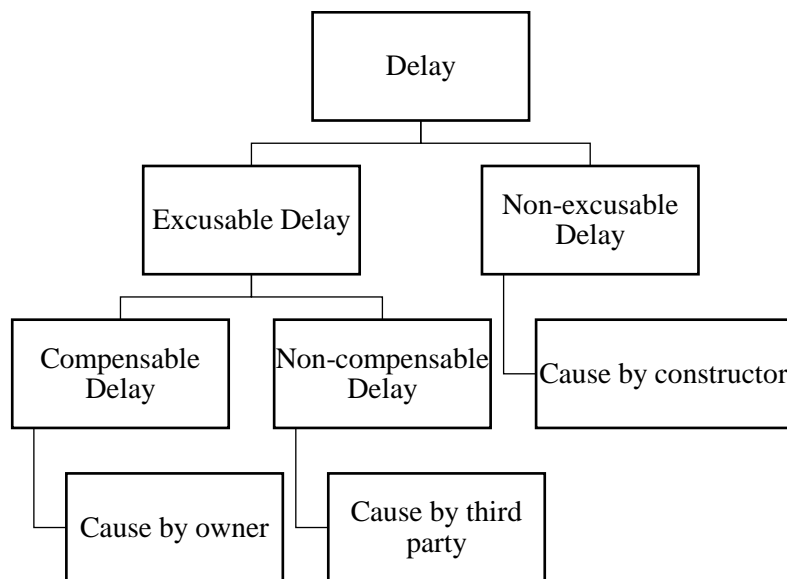 Delay
Excusable Delay
Non-excusable
Delay
Compensable
Delay
Non-compensable
Delay
Cause by constructor
Cause by owner
Cause by third
party